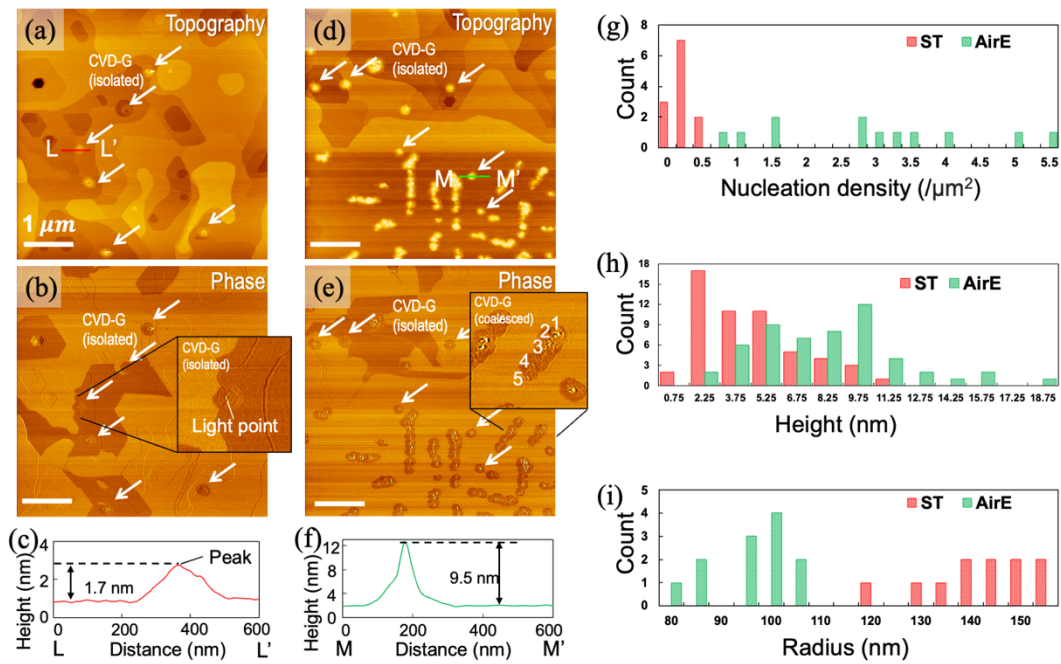 (a)
Topography
CVD-G
(isolated)
L L'
1 μm
(b)
Phase
CVD-G
(isolated)
CVD-G
(isolated)
Light point
(c)
Height (nm)
4
2
0
1.7 nm
Peak
0 200 400 600
L Distance (nm) L'
(d)
Topography
CVD-G
(isolated)
M M'
(e)
Phase
CVD-G
(isolated)
CVD-G
(coalesced)
1
2
3
4
5
(f)
Height (nm)
12
8
4
0
9.5 nm
0 200 400 600
M Distance (nm) M'
(g)
ST AirE
Count
8
6
4
2
0
0 0.5 1 1.5 2 2.5 3 3.5 4 4.5 5 5.5
Nucleation density (/μm²)
(h)
ST AirE
Count
18
15
12
9
6
3
0
0.75 2.25 3.75 5.25 6.75 8.25 9.75 11.25 12.75 14.25 15.75 17.25 18.75
Height (nm)
(i)
ST AirE
Count
5
4
3
2
1
0
80 90 100 110 120 130 140 150
Radius (nm)